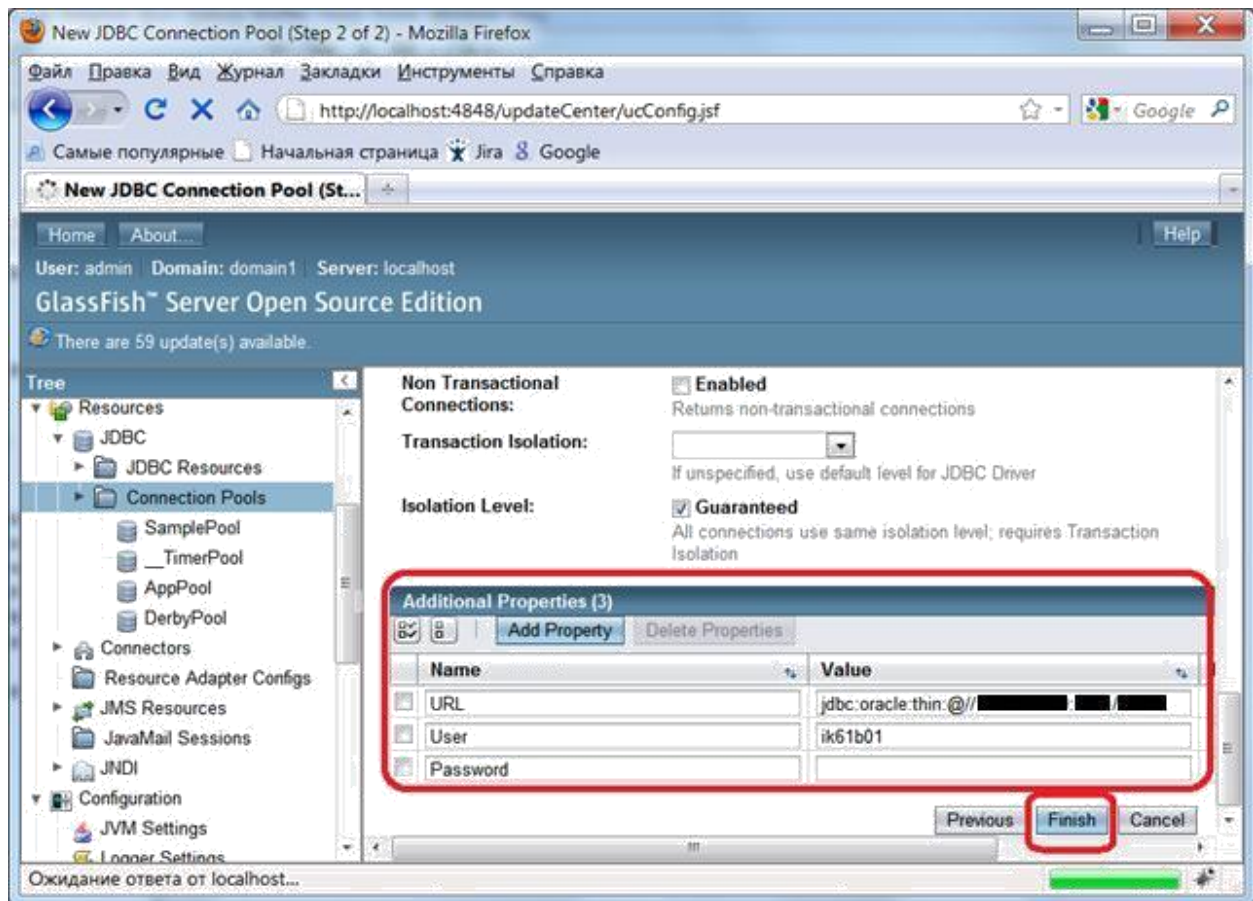 New JDBC Connection Pool (Step 2 of 2) - Mozilla Firefox
Файл Правка Вид Журнал Закладки Инструменты Справка
http://localhost:4848/updateCenter/ucConfig.jsf Google
Самые популярные Начальная страница Jira Google
New JDBC Connection Pool (St...
Home About... Help
User: admin Domain: domain1 Server: localhost
GlassFish™ Server Open Source Edition
There are 59 update(s) available.
Tree
Resources
JDBC
JDBC Resources
Connection Pools
SamplePool
__TimerPool
AppPool
DerbyPool
Connectors
Resource Adapter Configs
JMS Resources
JavaMail Sessions
JNDI
Configuration
JVM Settings
Logger Settings
Non Transactional Enabled
Connections: Returns non-transactional connections
Transaction Isolation:
If unspecified, use default level for JDBC Driver
Isolation Level: Guaranteed
All connections use same isolation level; requires Transaction
Isolation
Additional Properties (3)
Add Property Delete Properties
Name Value
URL jdbc:oracle:thin:@// : /
User ik61b01
Password
Previous Finish Cancel
Ожидание ответа от localhost...